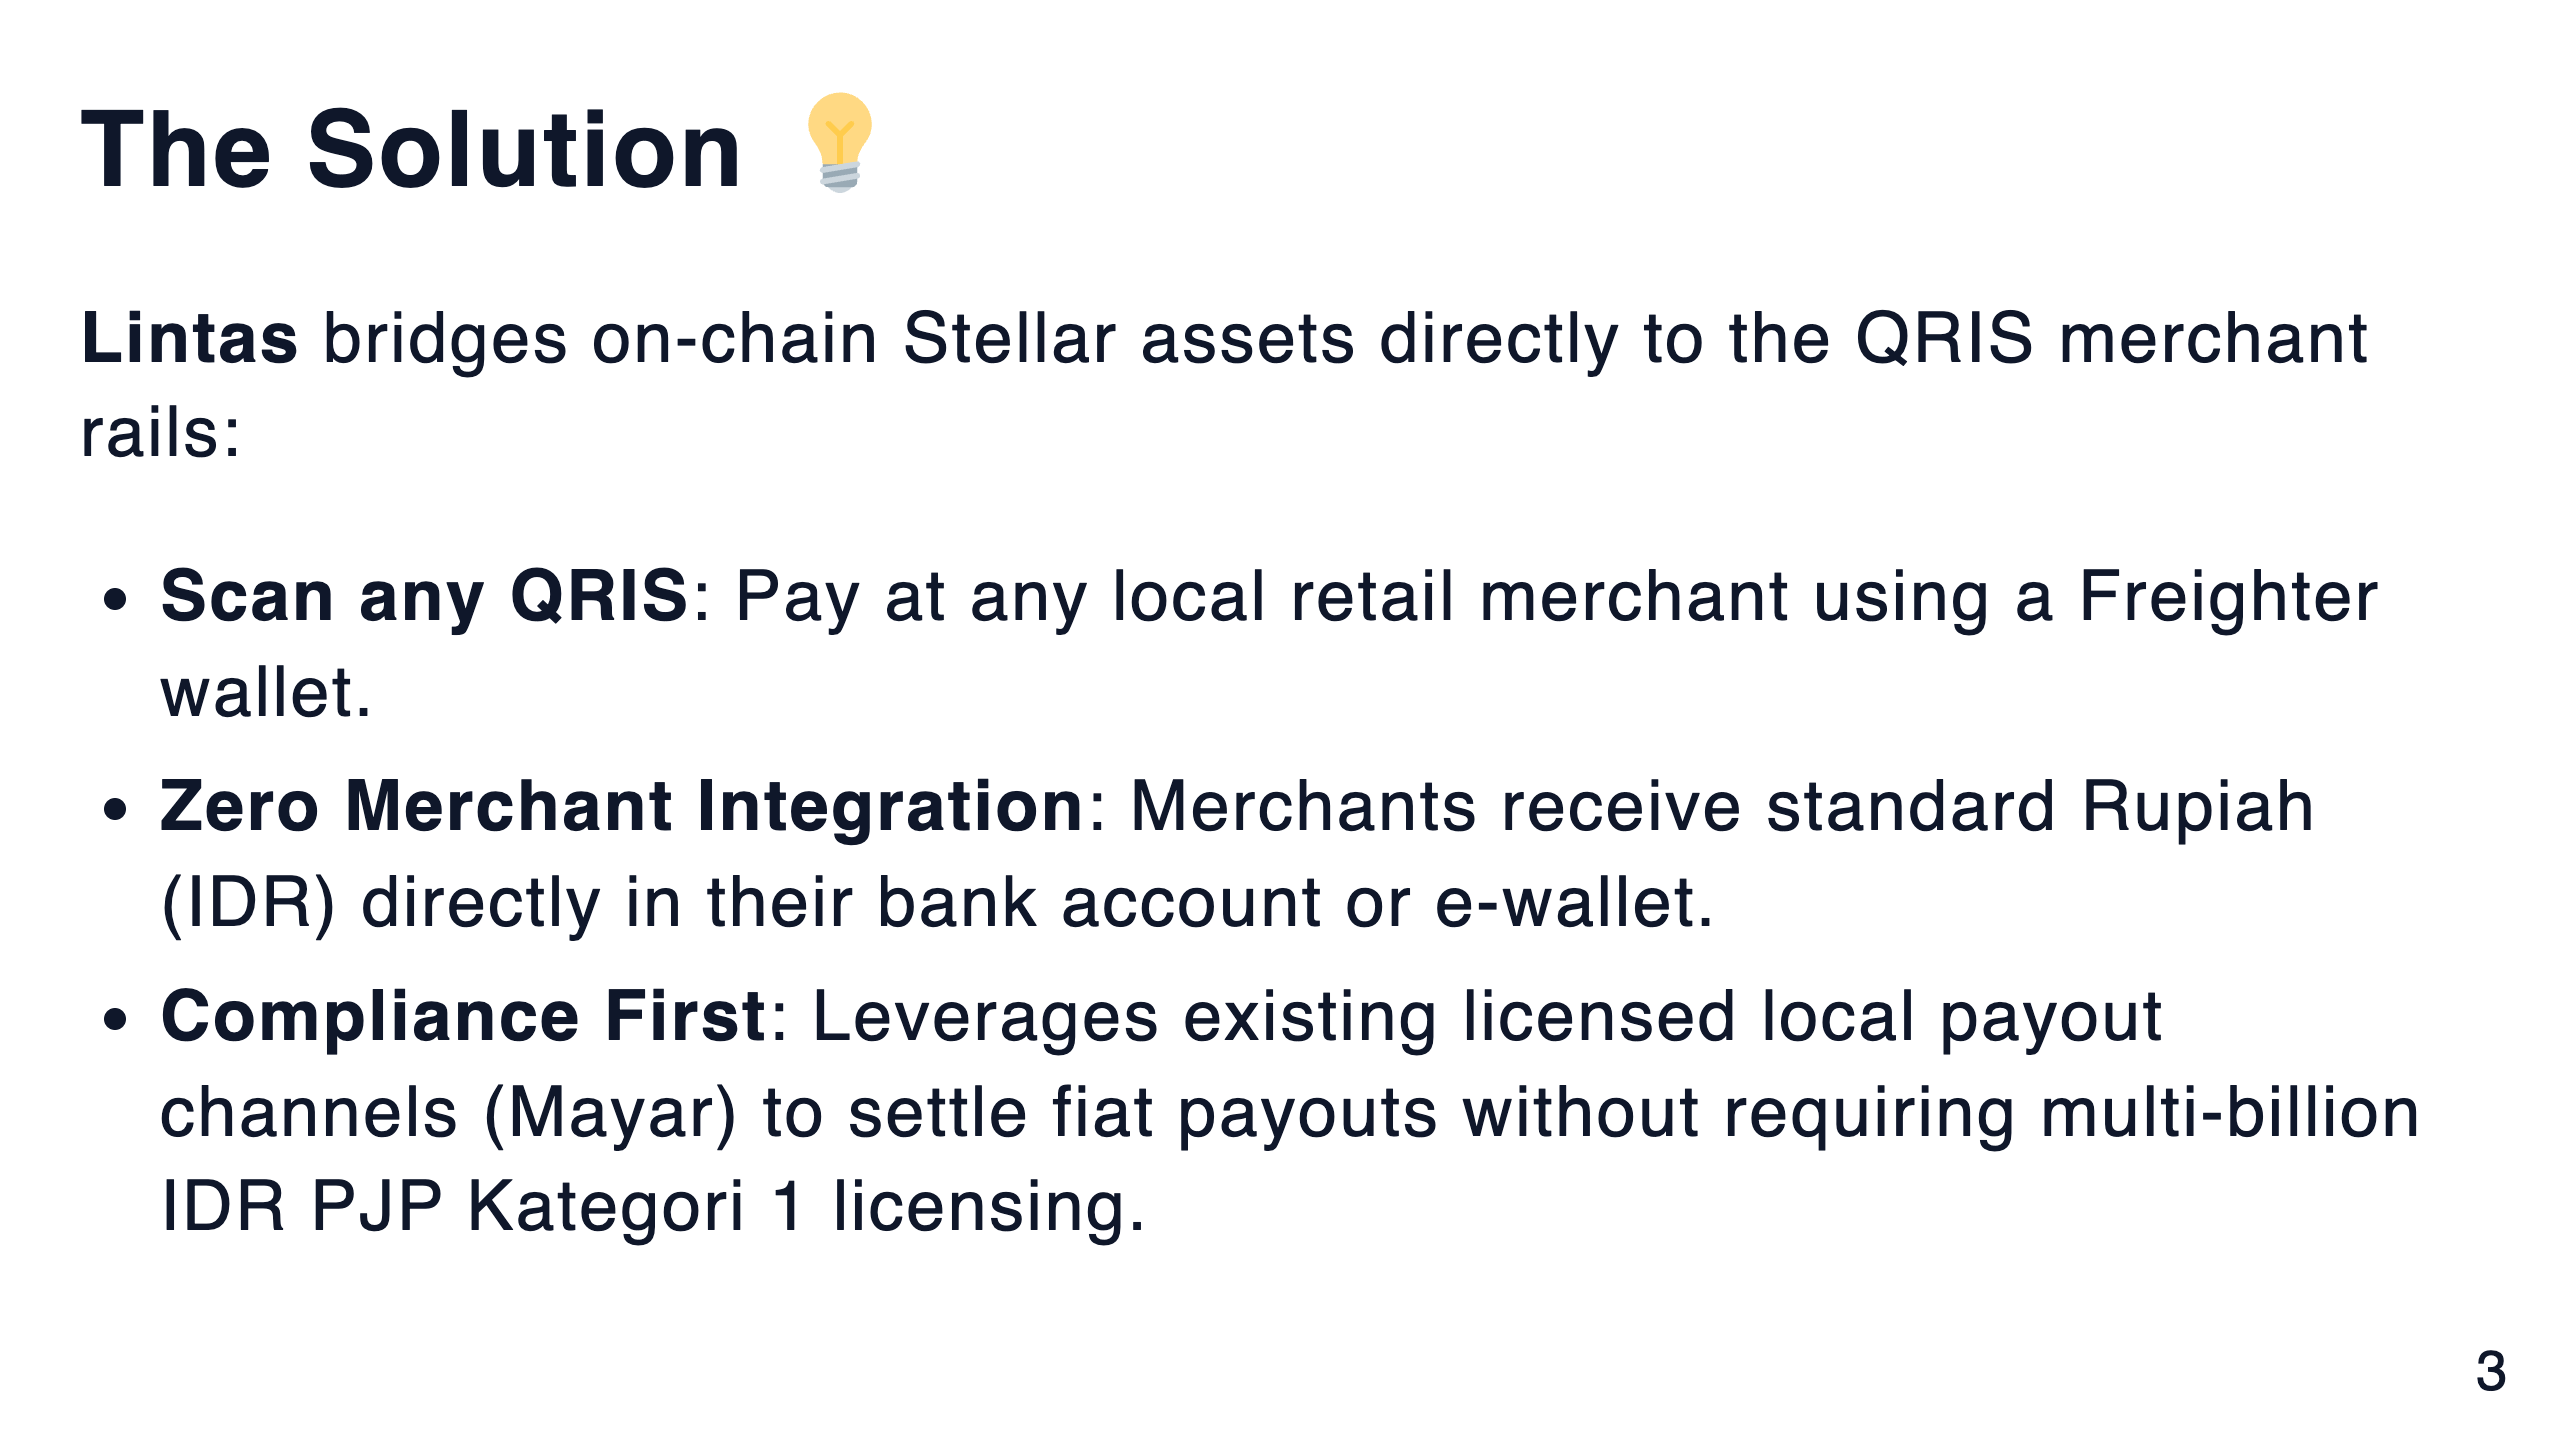 The Solution 💡
Lintas bridges on-chain Stellar assets directly to the QRIS merchant
rails:
• Scan any QRIS: Pay at any local retail merchant using a Freighter
wallet.
• Zero Merchant Integration: Merchants receive standard Rupiah
(IDR) directly in their bank account or e-wallet.
• Compliance First: Leverages existing licensed local payout
channels (Mayar) to settle fiat payouts without requiring multi-billion
IDR PJP Kategori 1 licensing.
3